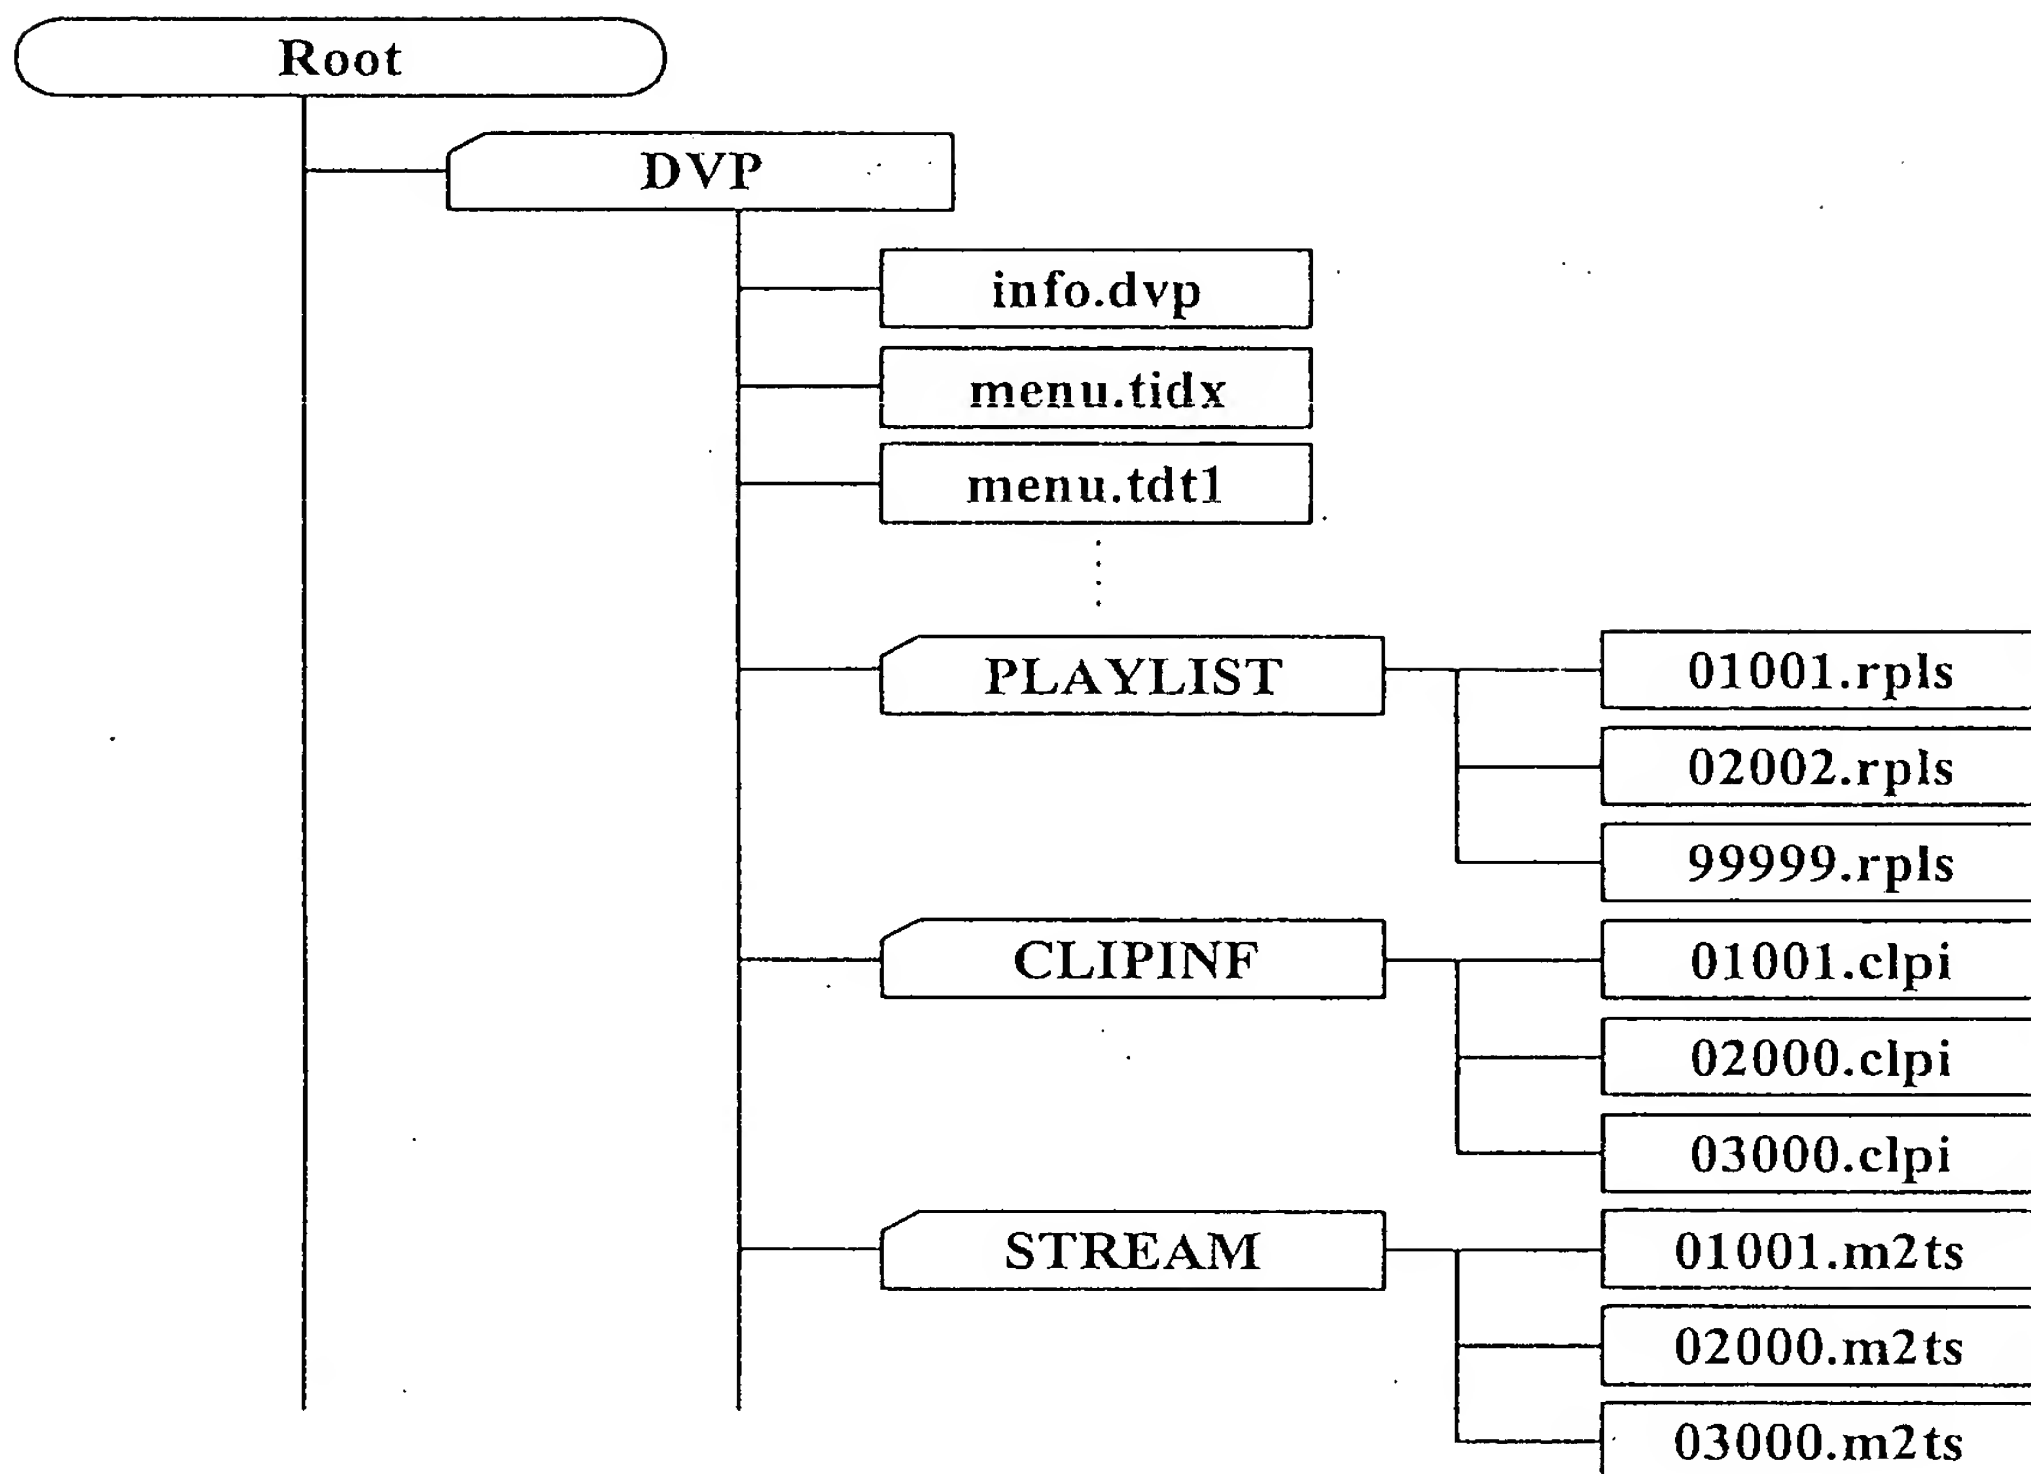 Root
DVP
info.dvp
menu.tidx
menu.tdt1
PLAYLIST
01001.rpls
02002.rpls
99999.rpls
CLIPINF
01001.clpi
02000.clpi
03000.clpi
STREAM
01001.m2ts
02000.m2ts
03000.m2ts